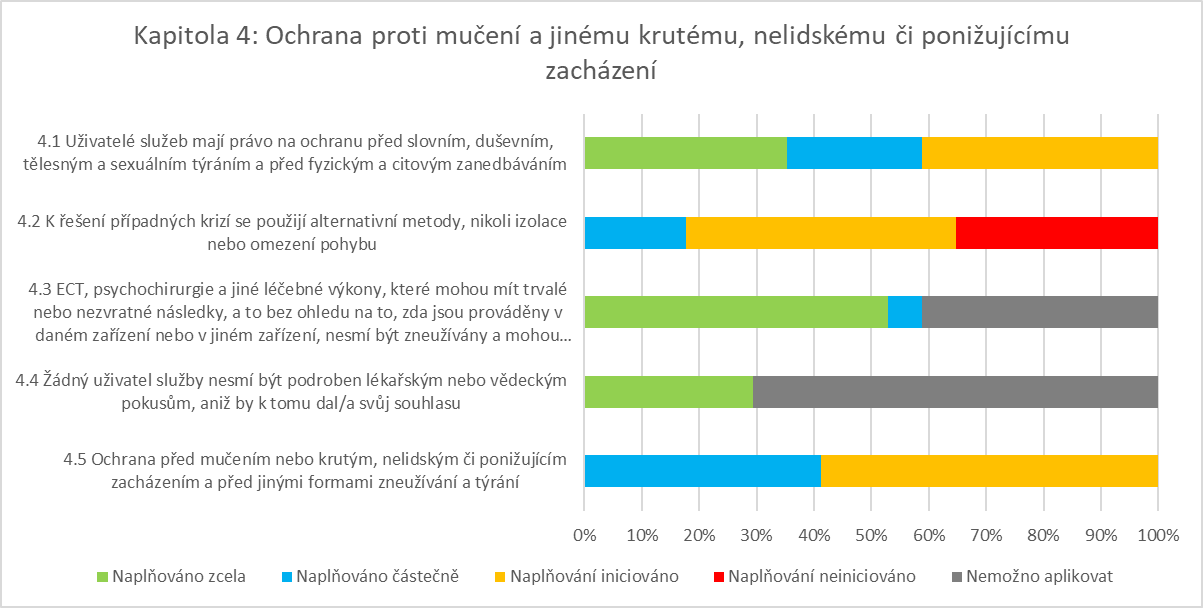 Kapitola 4: Ochrana proti mučení a jinému krutému, nelidskému či ponižujícímu
zacházení
4.1 Uživatelé služeb mají právo na ochranu před slovním, duševním,
tělesným a sexuálním týráním a před fyzickým a citovým zanedbáváním
4.2 K řešení případných krizí se použijí alternativní metody, nikoli izolace
nebo omezení pohybu
4.3 ECT, psychochirurgie a jiné léčebné výkony, které mohou mít trvalé
nebo nezvratné následky, a to bez ohledu na to, zda jsou prováděny v
daném zařízení nebo v jiném zařízení, nesmí být zneužívány a mohou…
4.4 Žádný uživatel služby nesmí být podroben lékařským nebo vědeckým
pokusům, aniž by k tomu dal/a svůj souhlasu
4.5 Ochrana před mučením nebo krutým, nelidským či ponižujícím
zacházením a před jinými formami zneužívání a týrání
0% 10% 20% 30% 40% 50% 60% 70% 80% 90% 100%
Naplňováno zcela Naplňováno částečně Naplňování iniciováno Naplňování neiniciováno Nemožno aplikovat